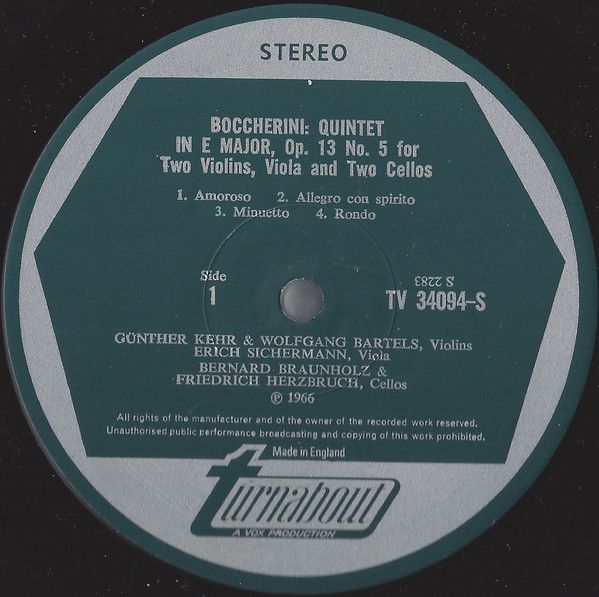 STEREO
BOCCHERINI: QUINTET
IN E MAJOR, Op. 13 No. 5 for
Two Violins, Viola and Two Cellos
1. Amoroso 2. Allegro con spirito
3. Minuetto 4. Rondo
Side
1
S 2283
TV 34094-S
GÜNTHER KEHR & WOLFGANG BARTELS, Violins
ERICH SICHERMANN, Viola
BERNARD BRAUNHOLZ &
FRIEDRICH HERZBRUCH, Cellos
℗ 1966
All rights of the manufacturer and of the owner of the recorded work reserved.
Unauthorised public performance broadcasting and copying of this work prohibited.
Made in England
turnabout
A VOX PRODUCTION